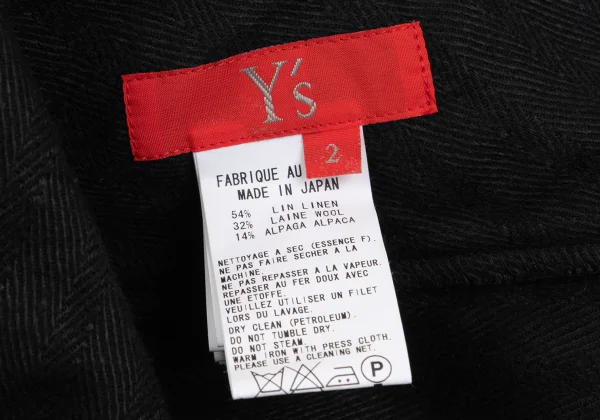 Y's
2
FABRIQUE AU
MADE IN JAPAN
54% LIN LINEN
32% LAINE WOOL
14% ALPAGA ALPACA
NETTOYAGE A SEC (ESSENCE F).
NE PAS FAIRE SECHER A LA
MACHINE.
NE PAS REPASSER A LA VAPEUR.
REPASSER AU FER DOUX AVEC
UNE ETOFFE.
VEUILLEZ UTILISER UN FILET
LORS DU LAVAGE.
DRY CLEAN (PETROLEUM).
DO NOT TUMBLE DRY.
DO NOT STEAM.
WARM IRON WITH PRESS CLOTH.
PLEASE USE A CLEANING NET.
P